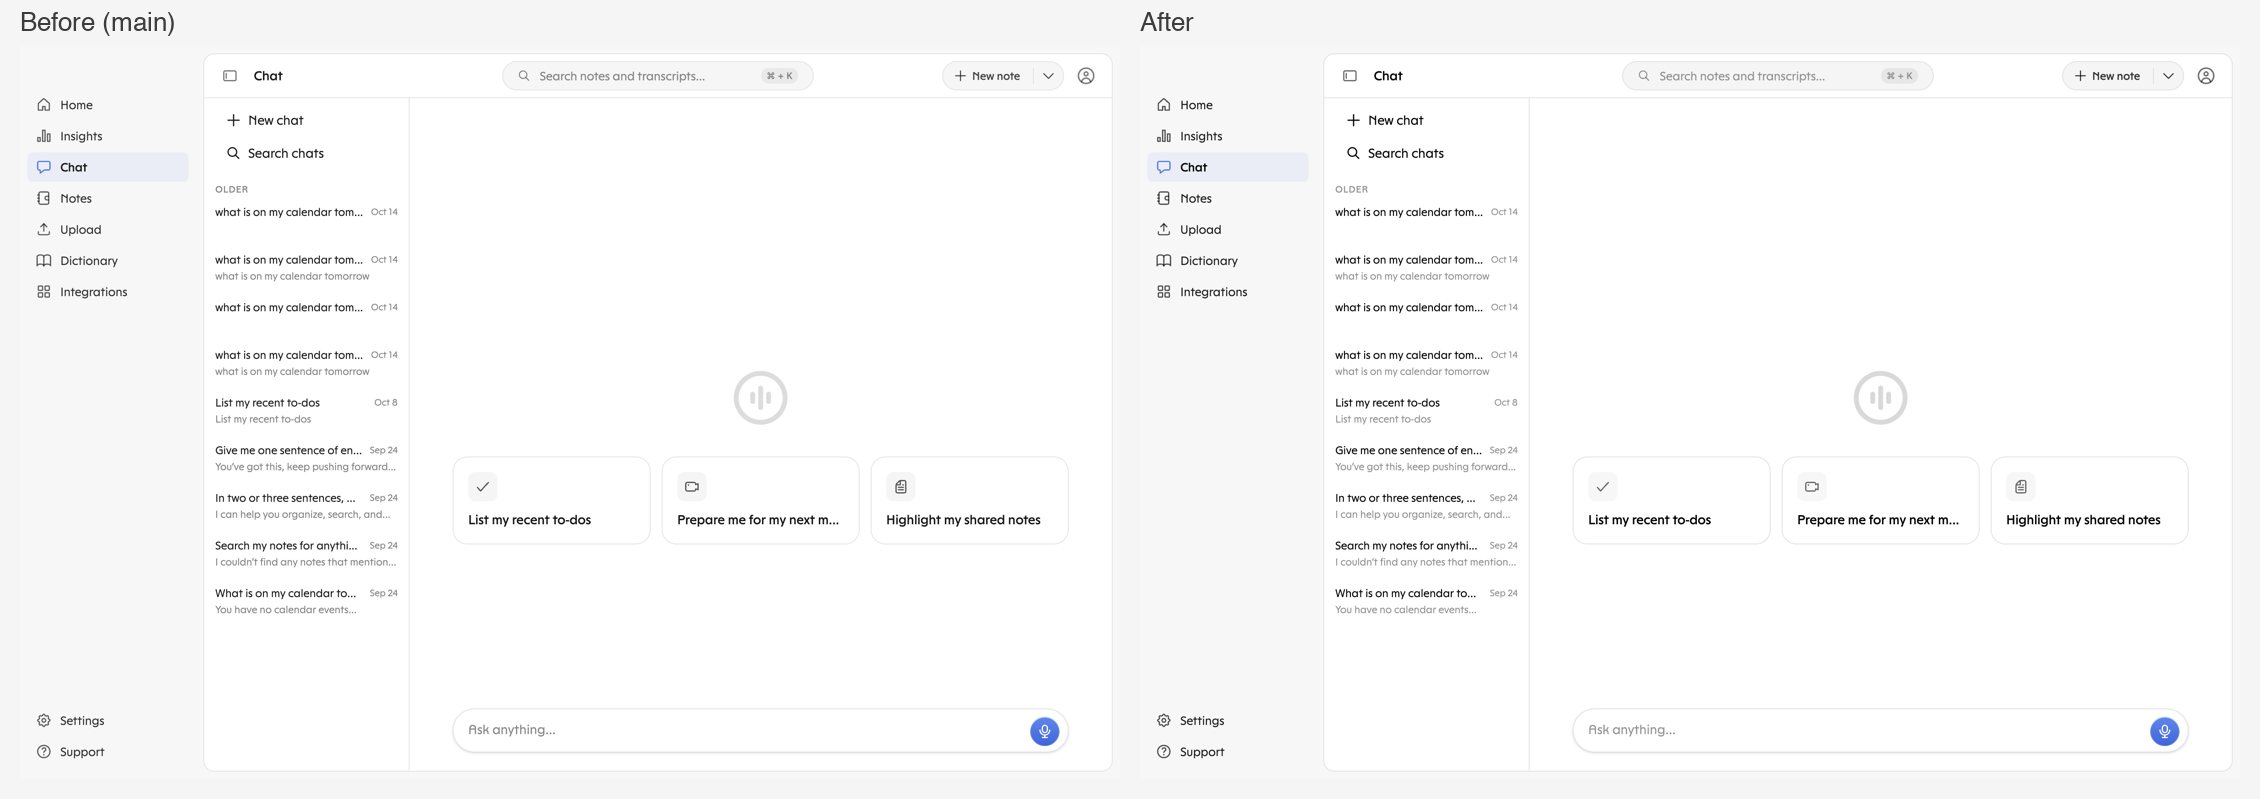 Before (main)
Home
Insights
Chat
Notes
Upload
Dictionary
Integrations
Settings
Support
Chat
Search notes and transcripts...
⌘ + K
New note
New chat
Search chats
OLDER
what is on my calendar tom... Oct 14
what is on my calendar tom... Oct 14
what is on my calendar tomorrow
what is on my calendar tom... Oct 14
what is on my calendar tom... Oct 14
what is on my calendar tomorrow
List my recent to-dos Oct 8
List my recent to-dos
Give me one sentence of en... Sep 24
You've got this, keep pushing forward...
In two or three sentences, ... Sep 24
I can help you organize, search, and...
Search my notes for anythi... Sep 24
I couldn't find any notes that mention...
What is on my calendar to... Sep 24
You have no calendar events...
List my recent to-dos
Prepare me for my next m...
Highlight my shared notes
Ask anything...
After
Home
Insights
Chat
Notes
Upload
Dictionary
Integrations
Settings
Support
Chat
Search notes and transcripts...
⌘ + K
New note
New chat
Search chats
OLDER
what is on my calendar tom... Oct 14
what is on my calendar tom... Oct 14
what is on my calendar tomorrow
what is on my calendar tom... Oct 14
what is on my calendar tom... Oct 14
what is on my calendar tomorrow
List my recent to-dos Oct 8
List my recent to-dos
Give me one sentence of en... Sep 24
You've got this, keep pushing forward...
In two or three sentences, ... Sep 24
I can help you organize, search, and...
Search my notes for anythi... Sep 24
I couldn't find any notes that mention...
What is on my calendar to... Sep 24
You have no calendar events...
List my recent to-dos
Prepare me for my next m...
Highlight my shared notes
Ask anything...